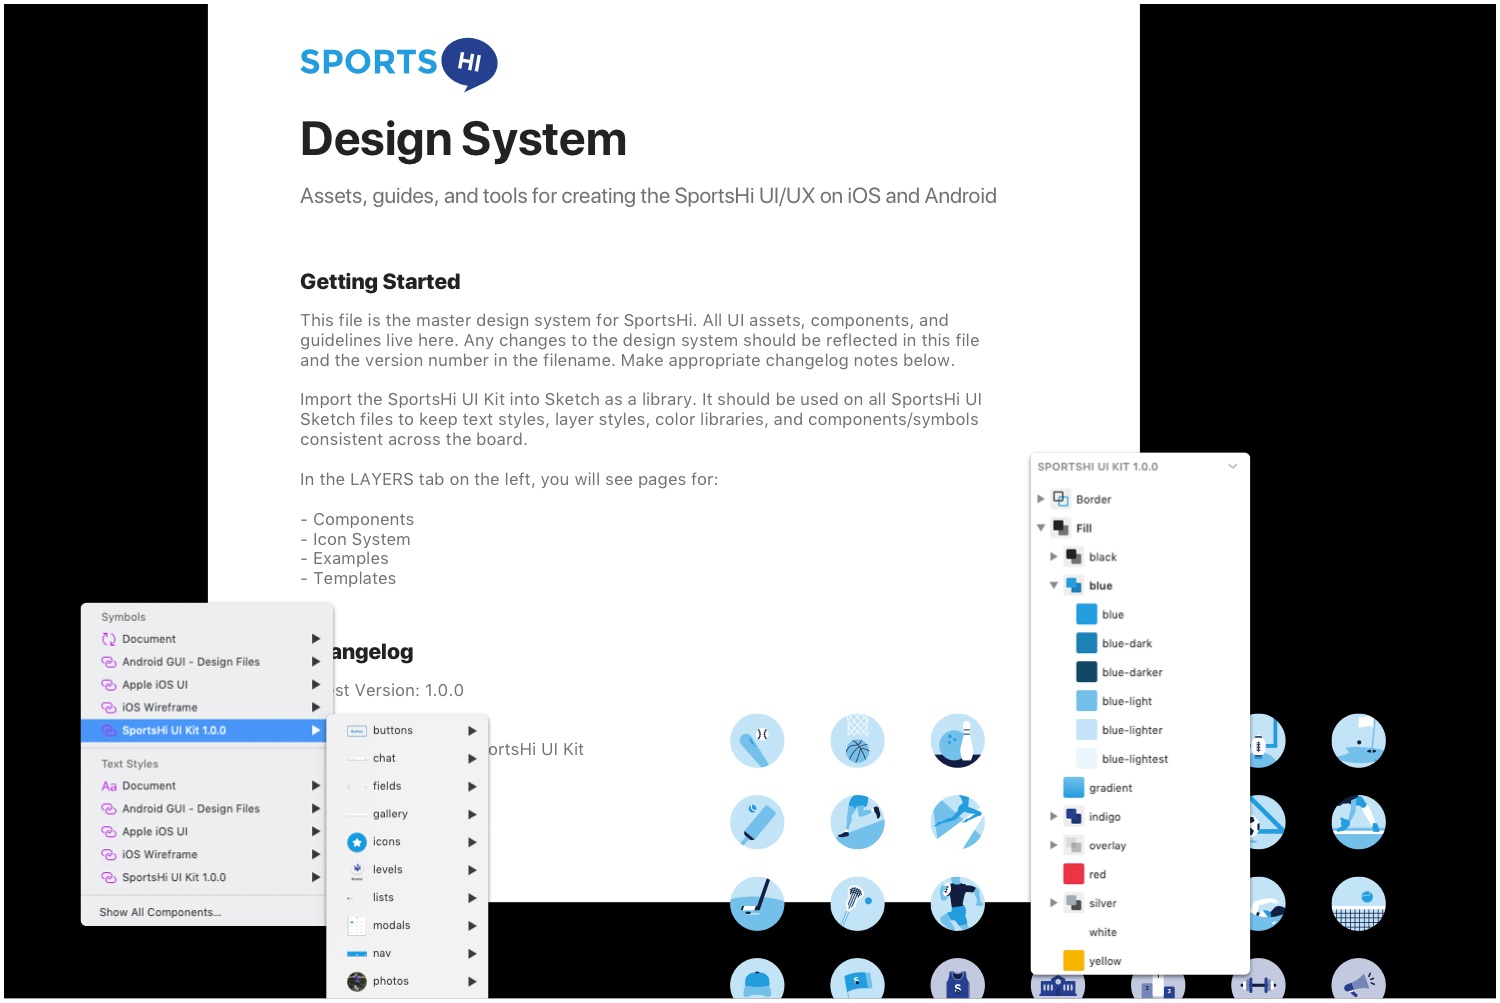 SPORTS HI
Design System
Assets, guides, and tools for creating the SportsHi UI/UX on iOS and Android
Getting Started
This file is the master design system for SportsHi. All UI assets, components, and
guidelines live here. Any changes to the design system should be reflected in this file
and the version number in the filename. Make appropriate changelog notes below.
Import the SportsHi UI Kit into Sketch as a library. It should be used on all SportsHi UI
Sketch files to keep text styles, layer styles, color libraries, and components/symbols
consistent across the board.
In the LAYERS tab on the left, you will see pages for:
- Components
- Icon System
- Examples
- Templates
angelog
st Version: 1.0.0
ortsHi UI Kit
Symbols
Document
Android GUI - Design Files
Apple iOS UI
iOS Wireframe
SportsHi UI Kit 1.0.0
Text Styles
Aa Document
Android GUI - Design Files
Apple iOS UI
iOS Wireframe
SportsHi UI Kit 1.0.0
Show All Components...
buttons
chat
fields
gallery
icons
levels
lists
modals
nav
photos
SPORTSHI UI KIT 1.0.0
Border
Fill
black
blue
blue
blue-dark
blue-darker
blue-light
blue-lighter
blue-lightest
gradient
indigo
overlay
red
silver
white
yellow
S
2 3